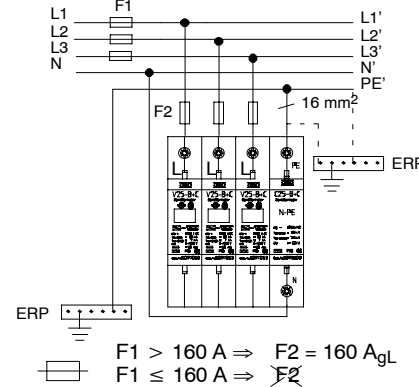 F1
L1 L1'
L2 L2'
L3 L3'
N N'
PE'
F2 16 mm²
ERP
L L L PE
V25-B+C V25-B+C V25-B+C C25-B+C
N-PE
N
ERP
F1 > 160 A ⇒ F2 = 160 AgL
F1 ≤ 160 A ⇒ F2